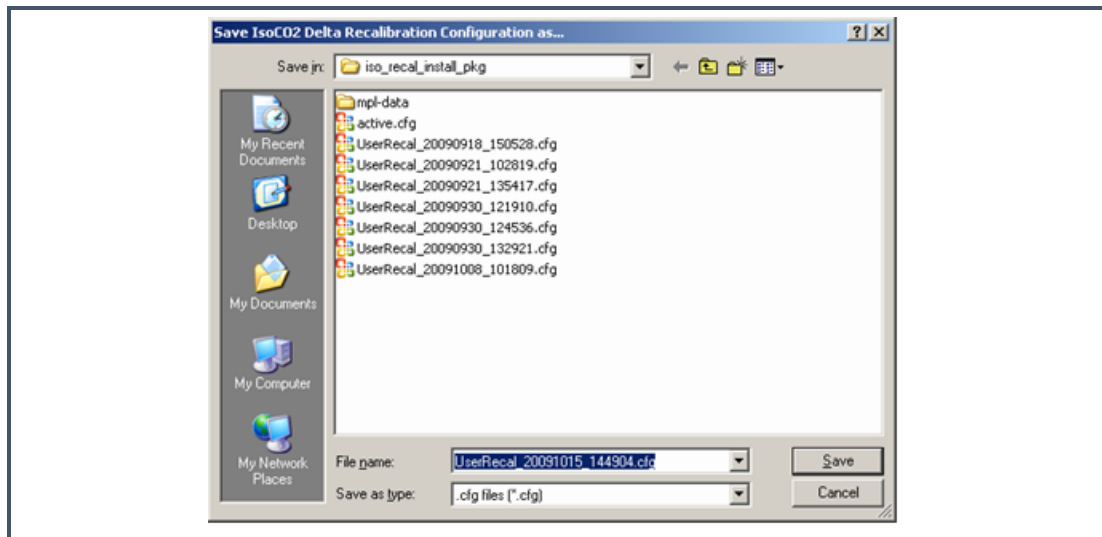 Save IsoCO2 Delta Recalibration Configuration as...
Save in:
iso_recal_install_pkg
My Recent
Documents
Desktop
My Documents
My Computer
My Network
Places
mpl-data
active.cfg
UserRecal_20090918_150528.cfg
UserRecal_20090921_102819.cfg
UserRecal_20090921_135417.cfg
UserRecal_20090930_121910.cfg
UserRecal_20090930_124536.cfg
UserRecal_20090930_132921.cfg
UserRecal_20091008_101809.cfg
File name:
UserRecal_20091015_144904.cfg
Save
Save as type:
.cfg files (*.cfg)
Cancel